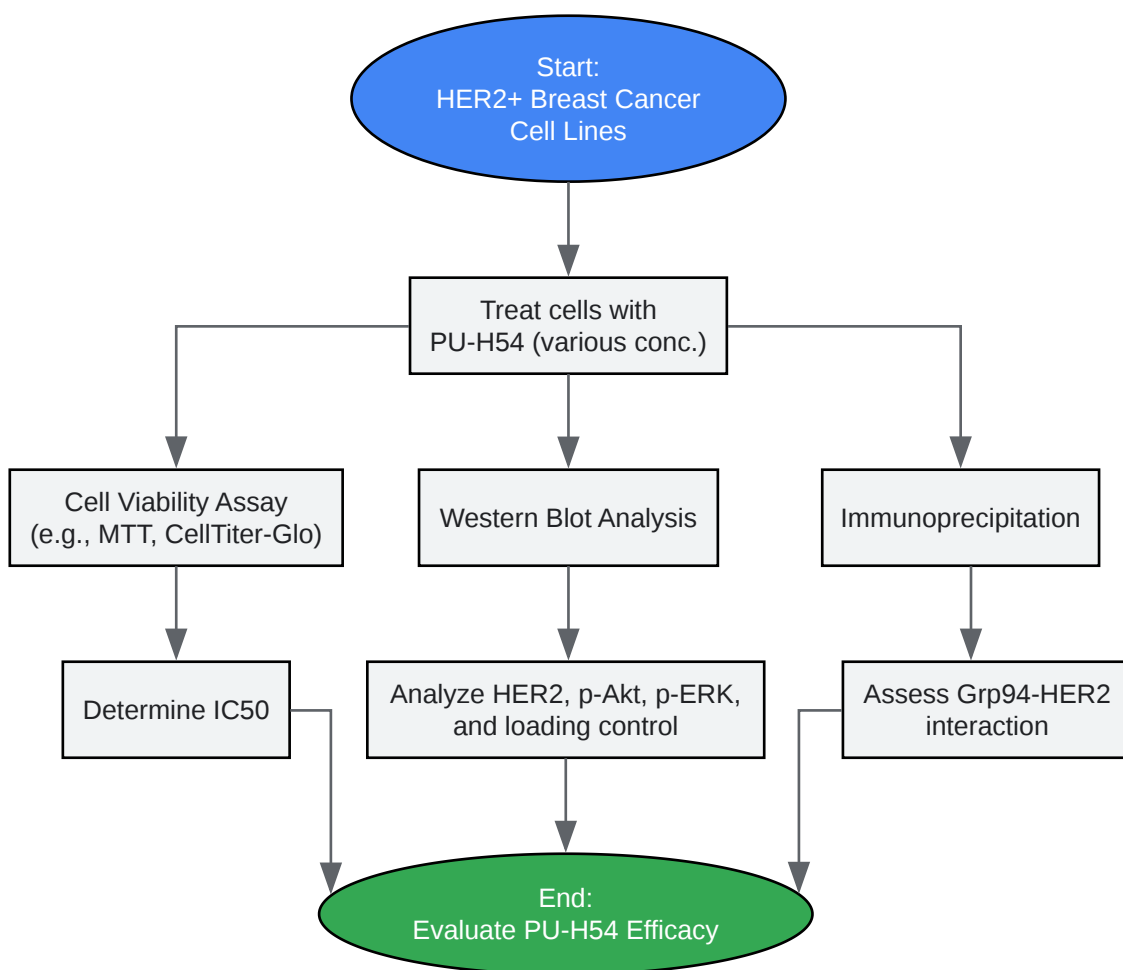 Start:
HER2+ Breast Cancer
Cell Lines
Treat cells with
PU-H54 (various conc.)
Cell Viability Assay
(e.g., MTT, CellTiter-Glo)
Western Blot Analysis
Immunoprecipitation
Determine IC50
Analyze HER2, p-Akt, p-ERK,
and loading control
Assess Grp94-HER2
interaction
End:
Evaluate PU-H54 Efficacy